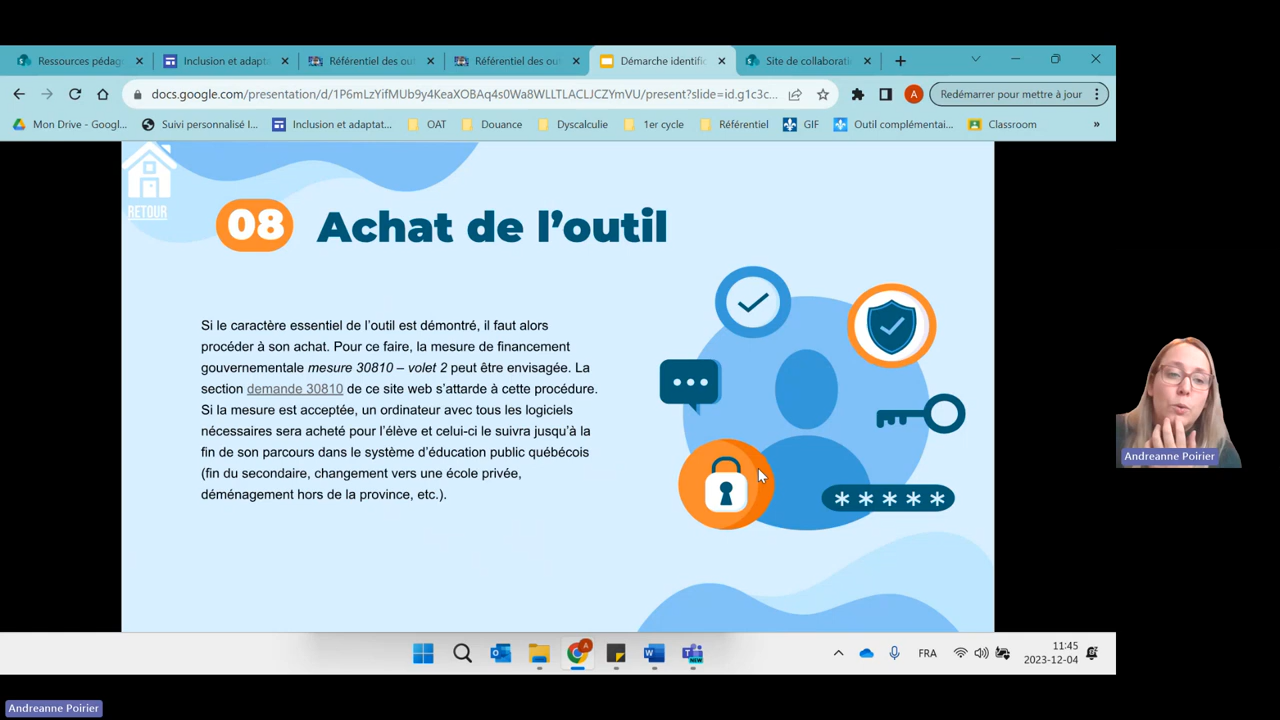 Ressources pédag
Inclusion et adapta
Référentiel des ou
Référentiel des ou
Démarche identific
Site de collaborati
docs.google.com/presentation/d/1P6mLzYifMUb9y4KeaXOBAq4s0Wa8WLLTLACLJCZYmVU/present?slide=id.g1c3c...
A
Redémarrer pour mettre à jour
Mon Drive - Googl...
Suivi personnalisé I...
Inclusion et adaptat...
OAT
Douance
Dyscalculie
1er cycle
Référentiel
GIF
Outil complémentai...
Classroom
»
RETOUR
08 Achat de l’outil
Si le caractère essentiel de l’outil est démontré, il faut alors
procéder à son achat. Pour ce faire, la mesure de financement
gouvernementale mesure 30810 – volet 2 peut être envisagée. La
section demande 30810 de ce site web s’attarde à cette procédure.
Si la mesure est acceptée, un ordinateur avec tous les logiciels
nécessaires sera acheté pour l’élève et celui-ci le suivra jusqu’à la
fin de son parcours dans le système d’éducation public québécois
(fin du secondaire, changement vers une école privée,
déménagement hors de la province, etc.).
*****
Andreanne Poirier
FRA
11:45
2023-12-04
Andreanne Poirier